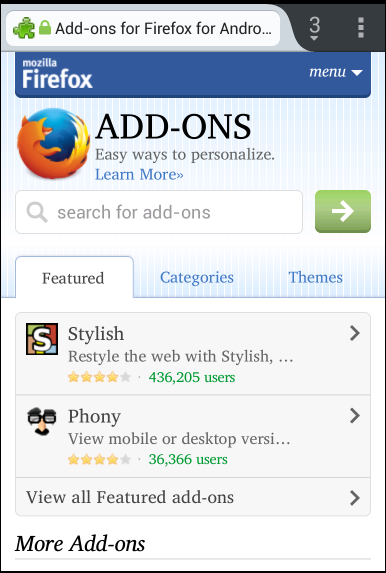 Add-ons for Firefox for Andro...
3
mozilla
Firefox
menu
ADD-ONS
Easy ways to personalize.
Learn More»
search for add-ons
Featured
Categories
Themes
S
Stylish
Restyle the web with Stylish, ...
· 436,205 users
Phony
View mobile or desktop versi...
· 36,366 users
View all Featured add-ons
More Add-ons